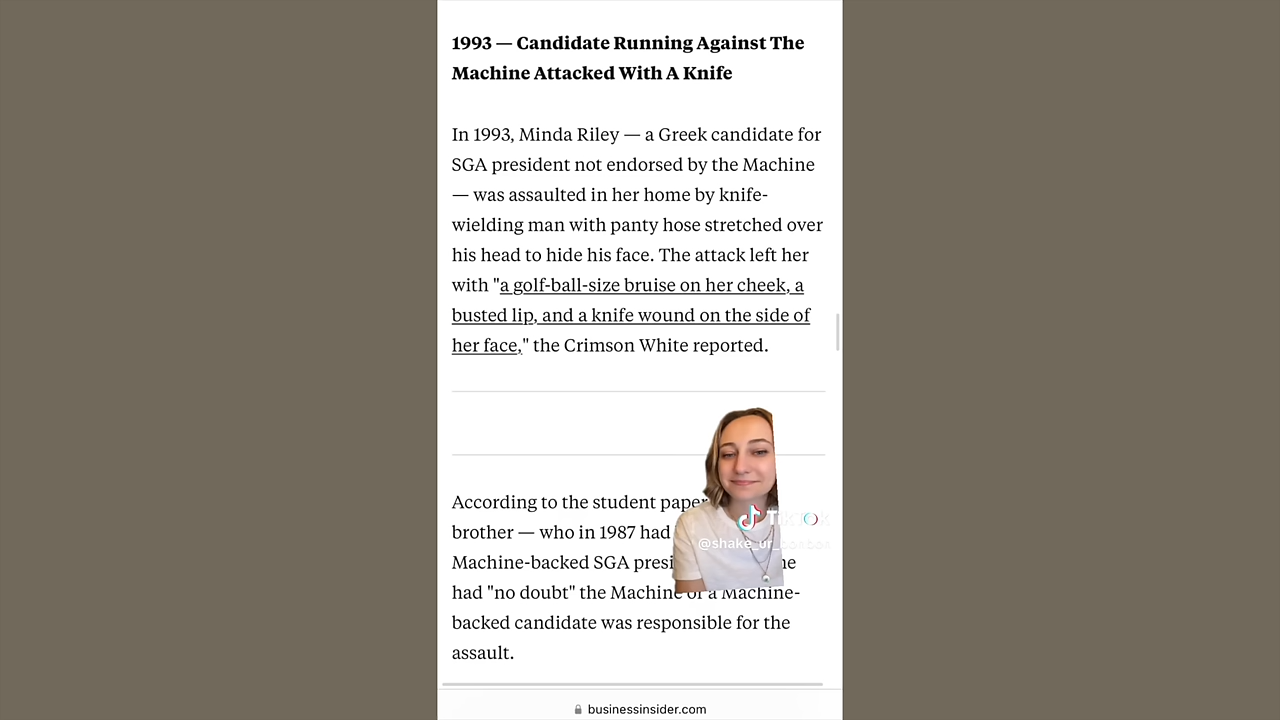 1993 — Candidate Running Against The
Machine Attacked With A Knife
In 1993, Minda Riley — a Greek candidate for
SGA president not endorsed by the Machine
— was assaulted in her home by knife-
wielding man with panty hose stretched over
his head to hide his face. The attack left her
with "a golf-ball-size bruise on her cheek, a
busted lip, and a knife wound on the side of
her face," the Crimson White reported.
According to the student paper
brother — who in 1987 had
Machine-backed SGA
had "no doubt" the Machine or a Machine-
backed candidate was responsible for the
assault.
TikTok
businessinsider.com